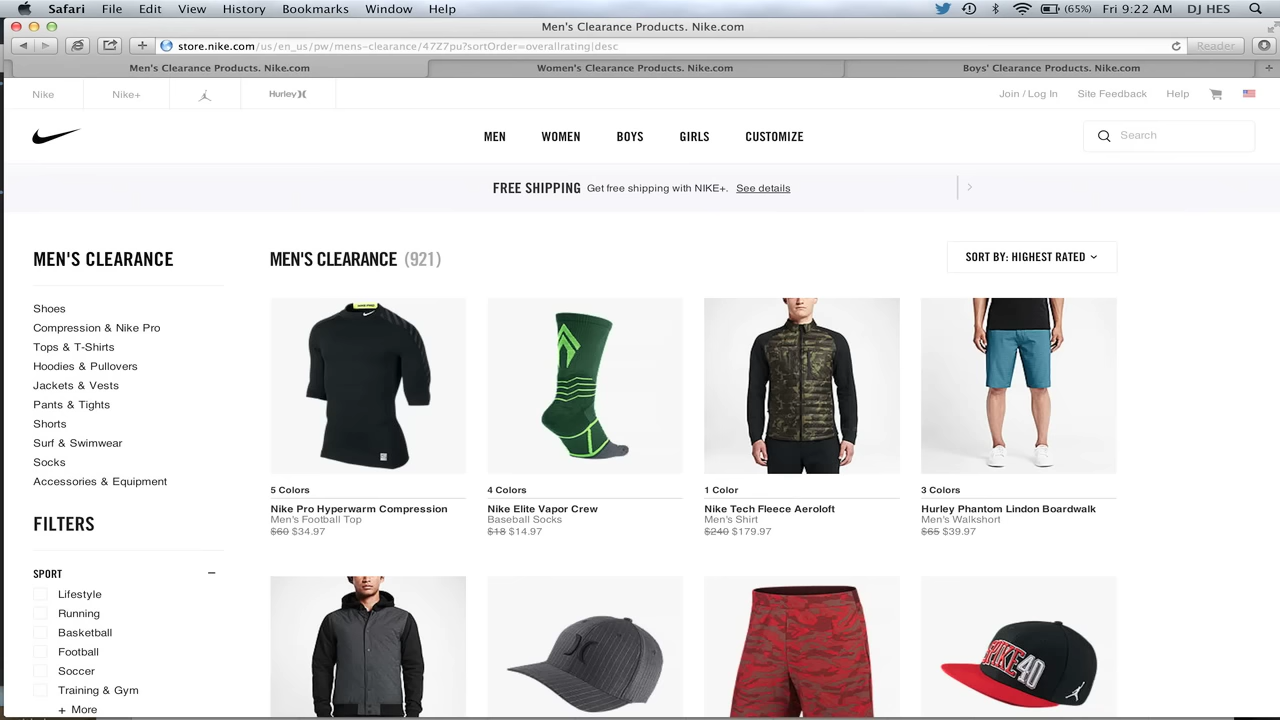 Safari File Edit View History Bookmarks Window Help (65%) Fri 9:22 AM DJ HES
Men's Clearance Products. Nike.com
store.nike.com/us/en_us/pw/mens-clearance/47Z7pu?sortOrder=overallrating|desc Reader
Men's Clearance Products. Nike.com Women's Clearance Products. Nike.com Boys' Clearance Products. Nike.com
Nike Nike+ Hurley Join / Log In Site Feedback Help
MEN WOMEN BOYS GIRLS CUSTOMIZE Search
FREE SHIPPING Get free shipping with NIKE+. See details
MEN'S CLEARANCE
Shoes
Compression & Nike Pro
Tops & T-Shirts
Hoodies & Pullovers
Jackets & Vests
Pants & Tights
Shorts
Surf & Swimwear
Socks
Accessories & Equipment
FILTERS
SPORT
Lifestyle
Running
Basketball
Football
Soccer
Training & Gym
+ More
MEN'S CLEARANCE (921) SORT BY: HIGHEST RATED
5 Colors
Nike Pro Hyperwarm Compression
Men's Football Top
$60 $34.97
4 Colors
Nike Elite Vapor Crew
Baseball Socks
$18 $14.97
1 Color
Nike Tech Fleece Aeroloft
Men's Shirt
$240 $179.97
3 Colors
Hurley Phantom Lindon Boardwalk
Men's Walkshort
$65 $39.97
SPIKE40